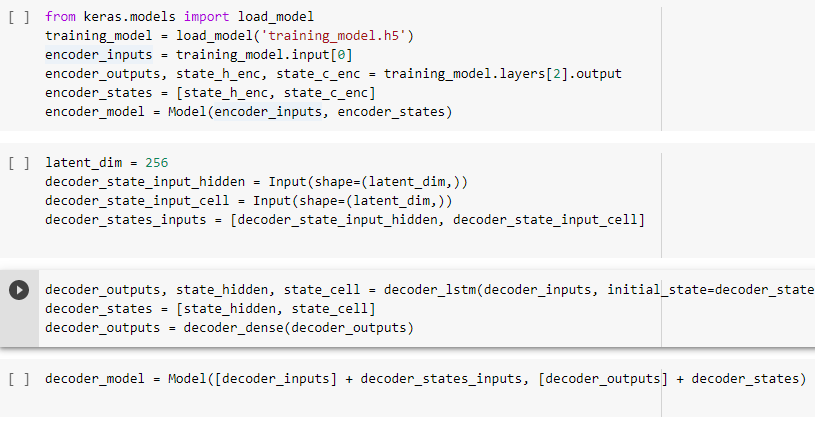 [ ] from keras.models import load_model
training_model = load_model('training_model.h5')
encoder_inputs = training_model.input[0]
encoder_outputs, state_h_enc, state_c_enc = training_model.layers[2].output
encoder_states = [state_h_enc, state_c_enc]
encoder_model = Model(encoder_inputs, encoder_states)
[ ] latent_dim = 256
decoder_state_input_hidden = Input(shape=(latent_dim,))
decoder_state_input_cell = Input(shape=(latent_dim,))
decoder_states_inputs = [decoder_state_input_hidden, decoder_state_input_cell]
decoder_outputs, state_hidden, state_cell = decoder_lstm(decoder_inputs, initial_state=decoder_state
decoder_states = [state_hidden, state_cell]
decoder_outputs = decoder_dense(decoder_outputs)
[ ] decoder_model = Model([decoder_inputs] + decoder_states_inputs, [decoder_outputs] + decoder_states)